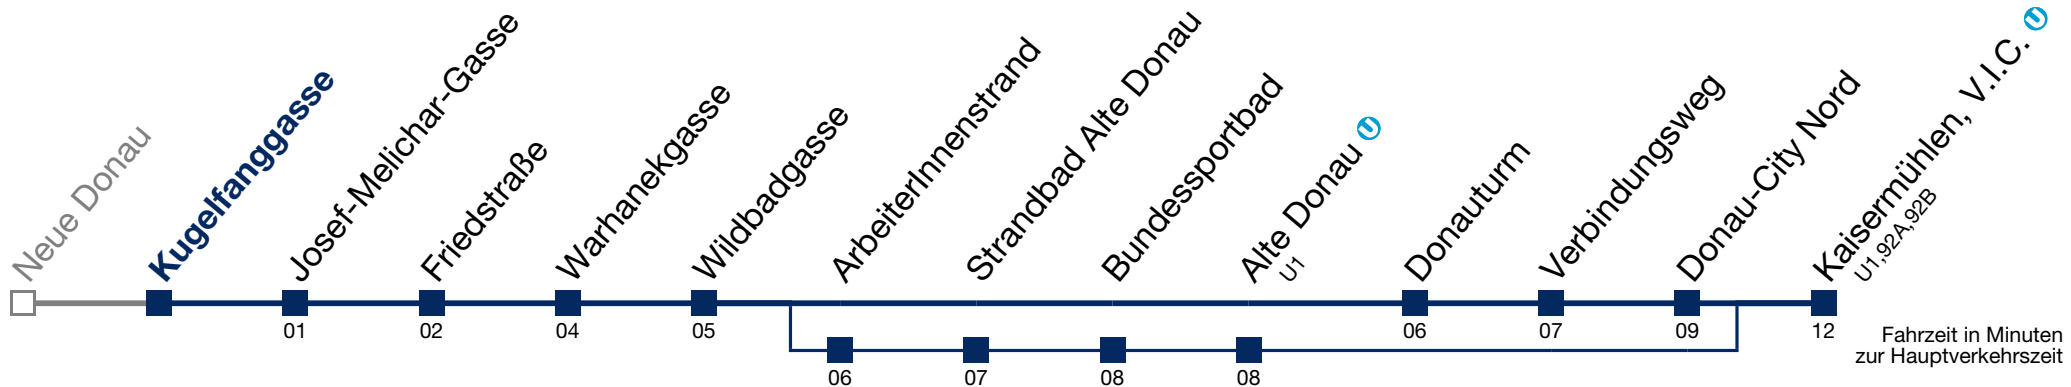 Neue Donau
Kugelfanggasse
Josef-Melichar-Gasse
Friedstraße
Warhanekgasse
Wildbadgasse
ArbeiterInnenstrand
Strandbad Alte Donau
Bundessportbad
Alte Donau U
U1
Donauturm
Verbindungsweg
Donau-City Nord
Kaisermühlen, V.I.C. U
U1,92A,92B
01
02
04
05
06
07
09
12
06
07
08
08
Fahrzeit in Minuten
zur Hauptverkehrszeit